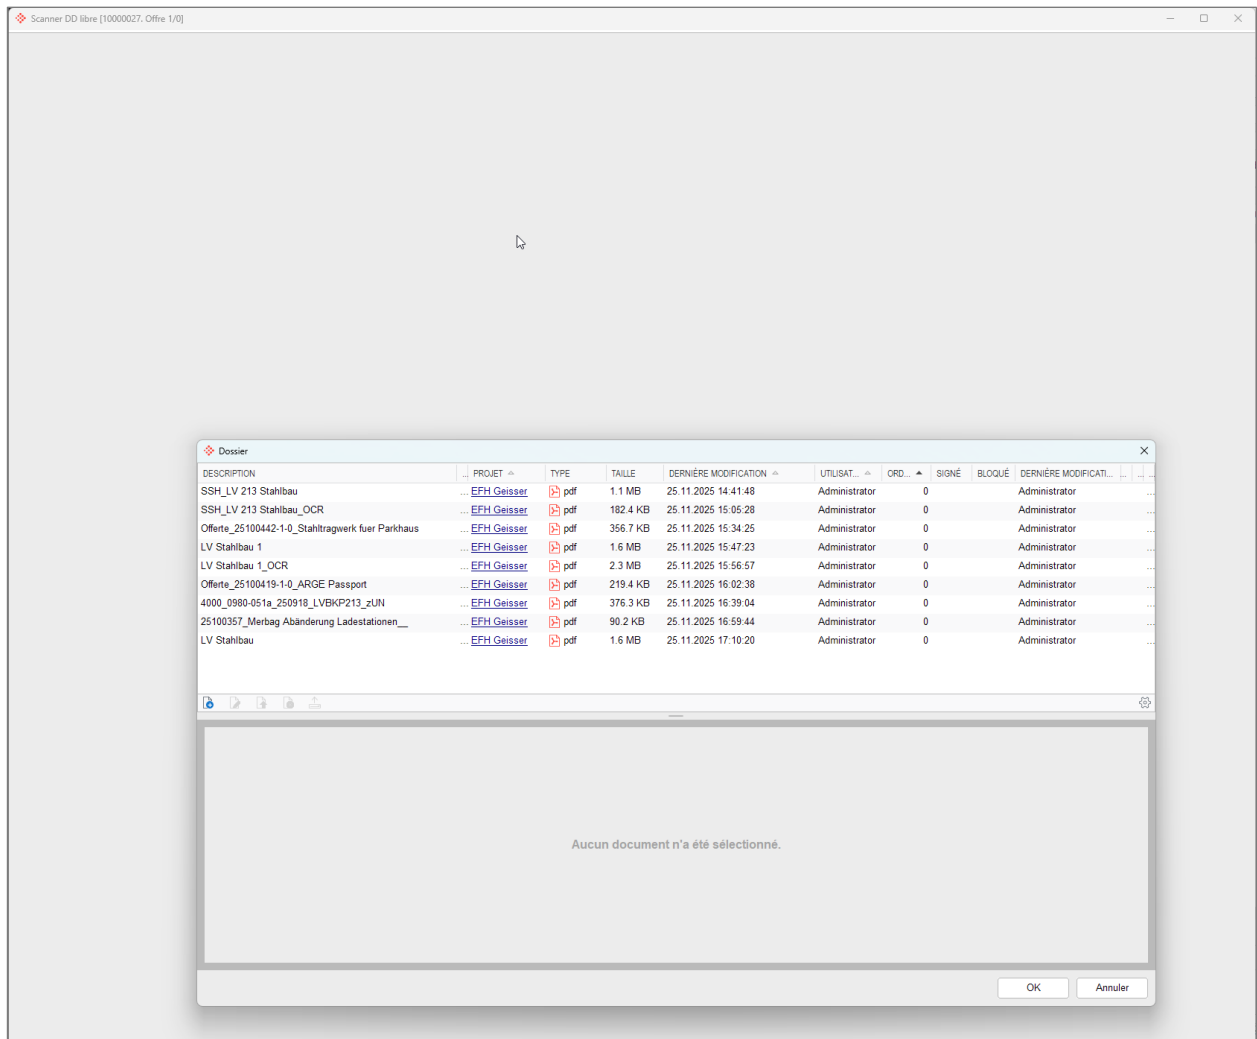 Scanner DD libre [10000027. Offre 1/0]
Dossier
DESCRIPTION ... PROJET TYPE TAILLE DERNIÈRE MODIFICATION UTILISAT... ORD... SIGNÉ BLOQUÉ DERNIÈRE MODIFICATI... ... ... ...
SSH_LV 213 Stahlbau ... EFH Geisser pdf 1.1 MB 25.11.2025 14:41:48 Administrator 0 Administrator ...
SSH_LV 213 Stahlbau_OCR ... EFH Geisser pdf 182.4 KB 25.11.2025 15:05:28 Administrator 0 Administrator ...
Offerte_25100442-1-0_Stahltragwerk fuer Parkhaus ... EFH Geisser pdf 356.7 KB 25.11.2025 15:34:25 Administrator 0 Administrator ...
LV Stahlbau 1 ... EFH Geisser pdf 1.6 MB 25.11.2025 15:47:23 Administrator 0 Administrator ...
LV Stahlbau 1_OCR ... EFH Geisser pdf 2.3 MB 25.11.2025 15:56:57 Administrator 0 Administrator ...
Offerte_25100419-1-0_ARGE Passport ... EFH Geisser pdf 219.4 KB 25.11.2025 16:02:38 Administrator 0 Administrator ...
4000_0980-051a_250918_LVBKP213_zUN ... EFH Geisser pdf 376.3 KB 25.11.2025 16:39:04 Administrator 0 Administrator ...
25100357_Merbag Abänderung Ladestationen__ ... EFH Geisser pdf 90.2 KB 25.11.2025 16:59:44 Administrator 0 Administrator ...
LV Stahlbau ... EFH Geisser pdf 1.6 MB 25.11.2025 17:10:20 Administrator 0 Administrator ...
Aucun document n'a été sélectionné.
OK Annuler